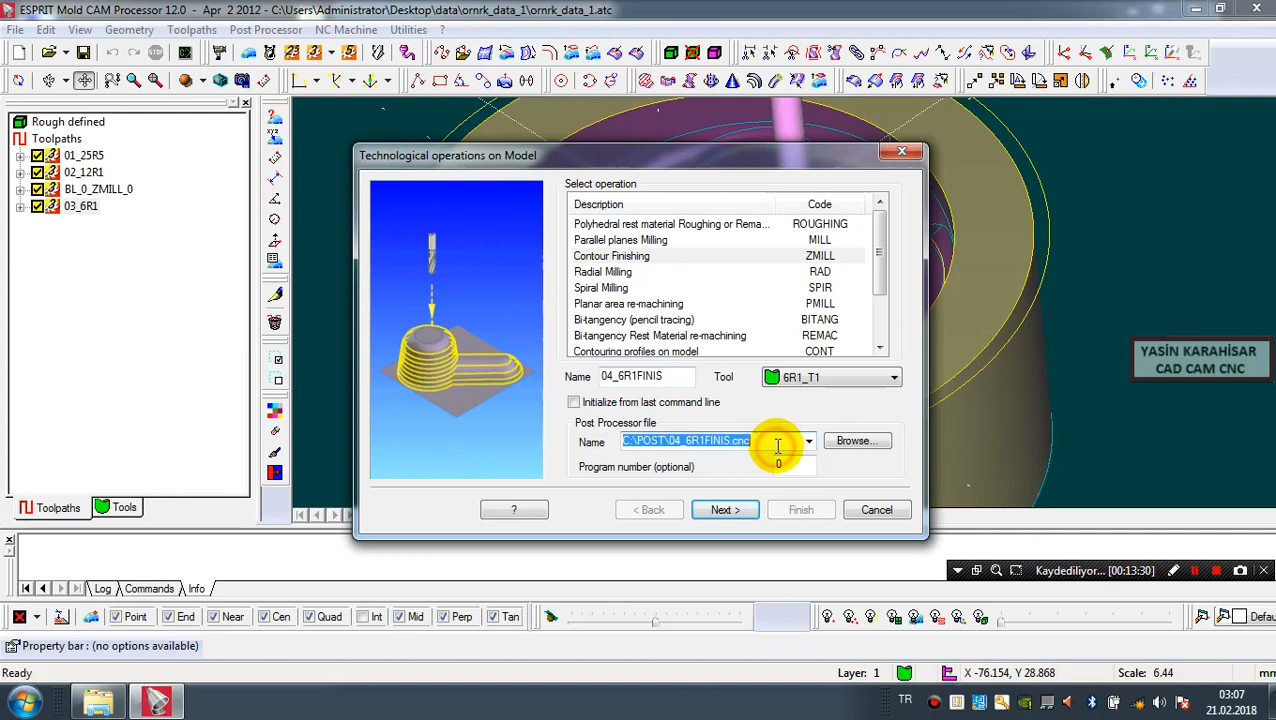 ESPRIT Mold CAM Processor 12.0 - Apr 2 2012 - C:\Users\Administrator\Desktop\data\ornrk_data_1\ornrk_data_1.atc
File Edit View Geometry Toolpaths Post Processor NC Machine Utilities ?
Rough defined
Toolpaths
01_25R5
02_12R1
BL_0_ZMILL_0
03_6R1
Technological operations on Model
Select operation
Description Code
Polyhedral rest material Roughing or Rema... ROUGHING
Parallel planes Milling MILL
Contour Finishing ZMILL
Radial Milling RAD
Spiral Milling SPIR
Planar area re-machining PMILL
Bi-tangency (pencil tracing) BITANG
Bi-tangency Rest Material re-machining REMAC
Contouring profiles on model CONT
Name 04_6R1FINIS Tool 6R1_T1
Initialize from last command line
Post Processor file
Name C:\POST\04_6R1FINIS.cnc Browse...
Program number (optional) 0
? < Back Next > Finish Cancel
YASİN KARAHİSAR
CAD CAM CNC
Toolpaths Tools
Kaydediliyor... [00:13:30]
Log Commands Info
Point End Near Cen Quad Int Mid Perp Tan Defau
Property bar : (no options available)
Ready Layer: 1 X -76.154, Y 28.868 Scale: 6.44 mm
TR 03:07
21.02.2018